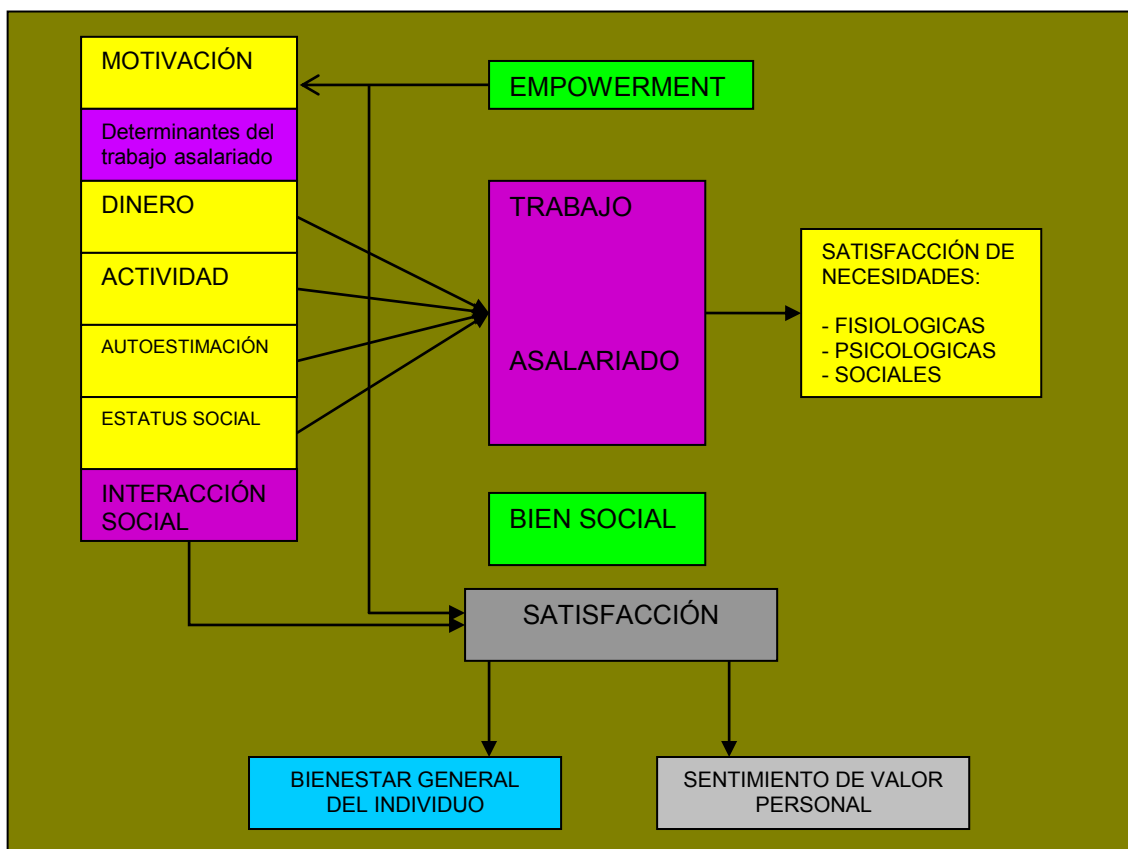 MOTIVACIÓN
Determinantes del
trabajo asalariado
DINERO
ACTIVIDAD
AUTOESTIMACIÓN
ESTATUS SOCIAL
INTERACCIÓN
SOCIAL
EMPOWERMENT
TRABAJO
ASALARIADO
SATISFACCIÓN DE
NECESIDADES:
- FISIOLOGICAS
- PSICOLOGICAS
- SOCIALES
BIEN SOCIAL
SATISFACCIÓN
BIENESTAR GENERAL
DEL INDIVIDUO
SENTIMIENTO DE VALOR
PERSONAL